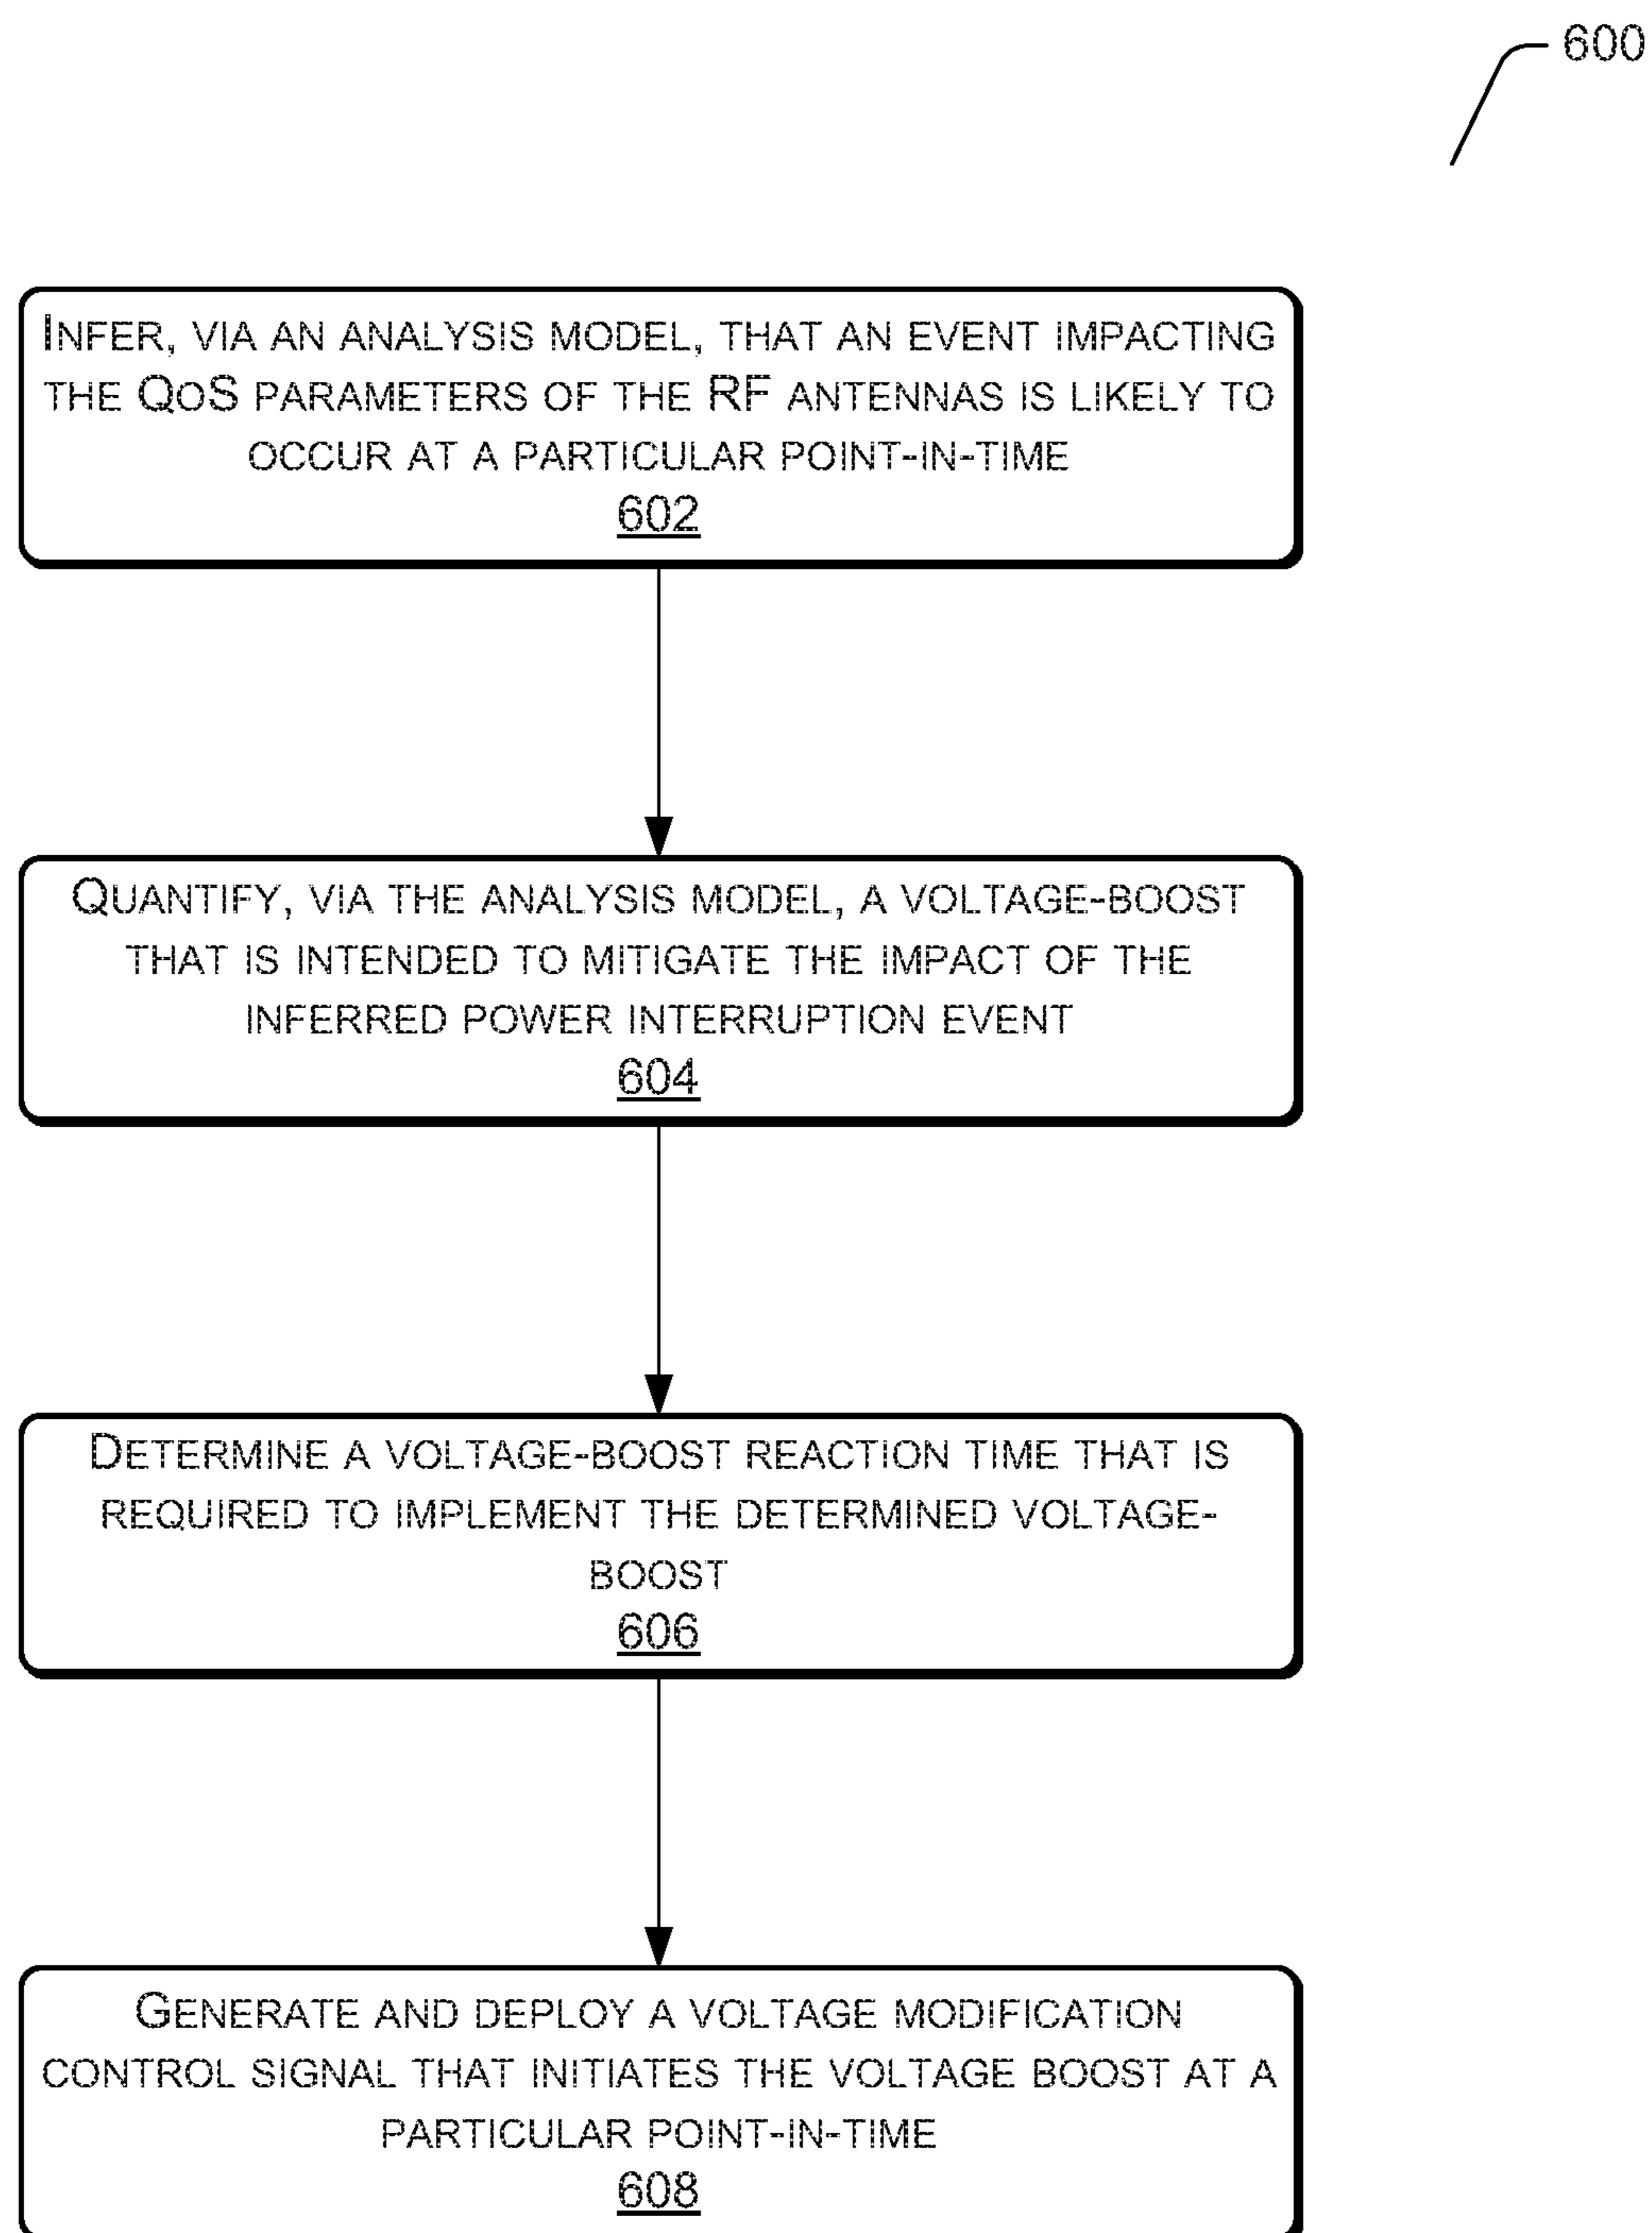 600
INFER, VIA AN ANALYSIS MODEL, THAT AN EVENT IMPACTING
THE QOS PARAMETERS OF THE RF ANTENNAS IS LIKELY TO
OCCUR AT A PARTICULAR POINT-IN-TIME
602
QUANTIFY, VIA THE ANALYSIS MODEL, A VOLTAGE-BOOST
THAT IS INTENDED TO MITIGATE THE IMPACT OF THE
INFERRED POWER INTERRUPTION EVENT
604
DETERMINE A VOLTAGE-BOOST REACTION TIME THAT IS
REQUIRED TO IMPLEMENT THE DETERMINED VOLTAGE-
BOOST
606
GENERATE AND DEPLOY A VOLTAGE MODIFICATION
CONTROL SIGNAL THAT INITIATES THE VOLTAGE BOOST AT A
PARTICULAR POINT-IN-TIME
608